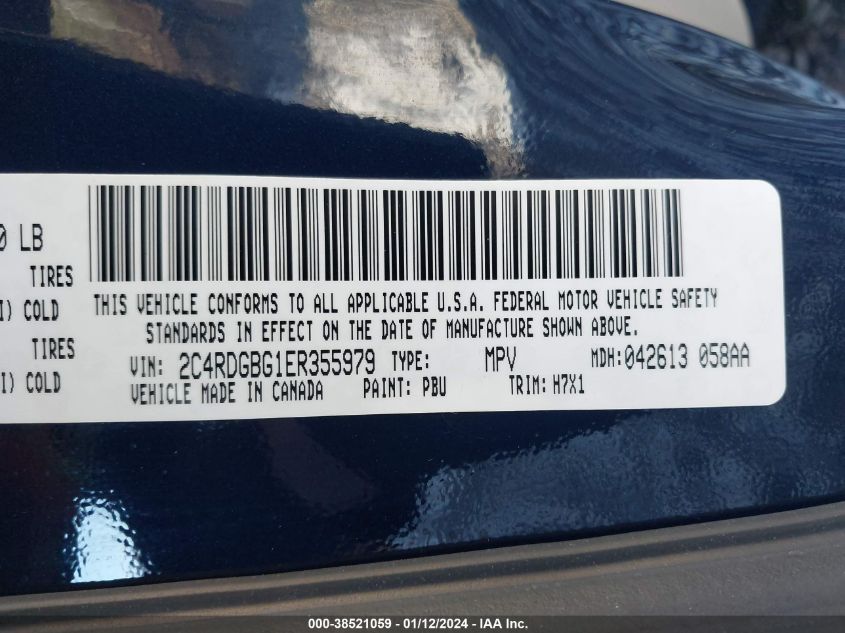 0 LB
TIRES
I) COLD
TIRES
I) COLD
THIS VEHICLE CONFORMS TO ALL APPLICABLE U.S.A. FEDERAL MOTOR VEHICLE SAFETY
STANDARDS IN EFFECT ON THE DATE OF MANUFACTURE SHOWN ABOVE.
VIN: 2C4RDGBG1ER355979 TYPE: MPV MDH:042613 058AA
VEHICLE MADE IN CANADA PAINT: PBU TRIM: H7X1
000-38521059 - 01/12/2024 - IAA Inc.